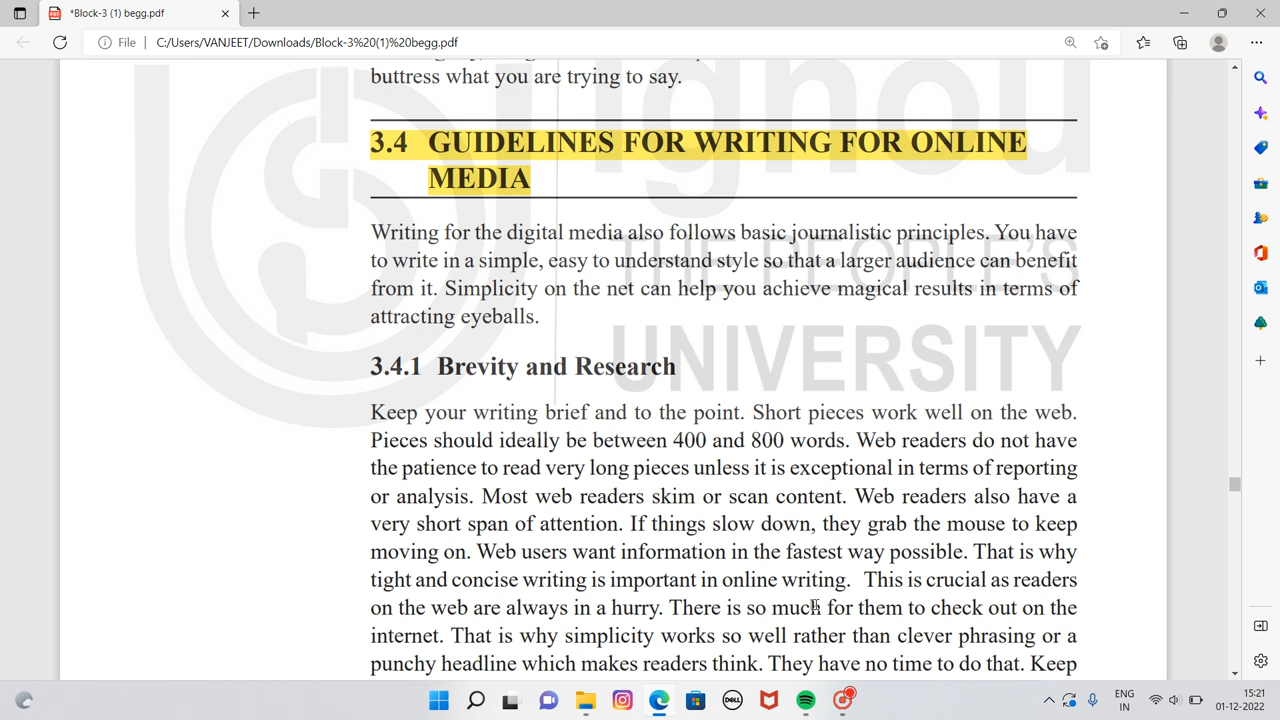 *Block-3 (1) begg.pdf
File C:/Users/VANJEET/Downloads/Block-3%20(1)%20begg.pdf
buttress what you are trying to say.
ignou
3.4 GUIDELINES FOR WRITING FOR ONLINE
MEDIA
Writing for the digital media also follows basic journalistic principles. You have
to write in a simple, easy to understand style so that a larger audience can benefit
from it. Simplicity on the net can help you achieve magical results in terms of
attracting eyeballs.
THE PEOPLE'S
UNIVERSITY
3.4.1 Brevity and Research
Keep your writing brief and to the point. Short pieces work well on the web.
Pieces should ideally be between 400 and 800 words. Web readers do not have
the patience to read very long pieces unless it is exceptional in terms of reporting
or analysis. Most web readers skim or scan content. Web readers also have a
very short span of attention. If things slow down, they grab the mouse to keep
moving on. Web users want information in the fastest way possible. That is why
tight and concise writing is important in online writing. This is crucial as readers
on the web are always in a hurry. There is so much for them to check out on the
internet. That is why simplicity works so well rather than clever phrasing or a
punchy headline which makes readers think. They have no time to do that. Keep
DELL
ENG
IN
15:21
01-12-2022